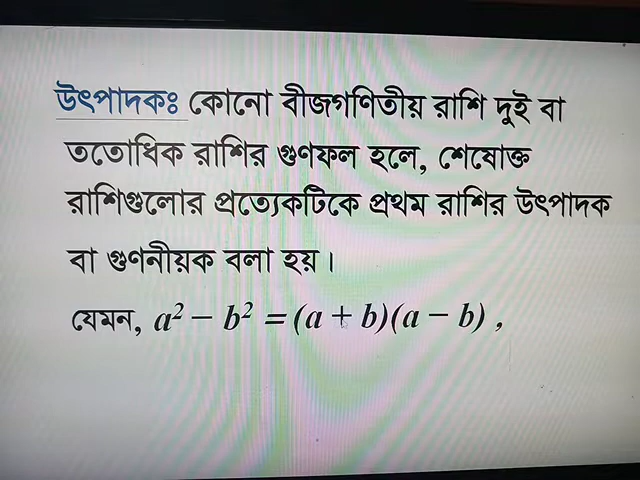 উৎপাদকঃ কোনো বীজগণিতীয় রাশি দুই বা
ততোধিক রাশির গুণফল হলে, শেষোক্ত
রাশিগুলোর প্রত্যেকটিকে প্রথম রাশির উৎপাদক
বা গুণনীয়ক বলা হয়।
যেমন, a² − b² = (a + b)(a − b) ,